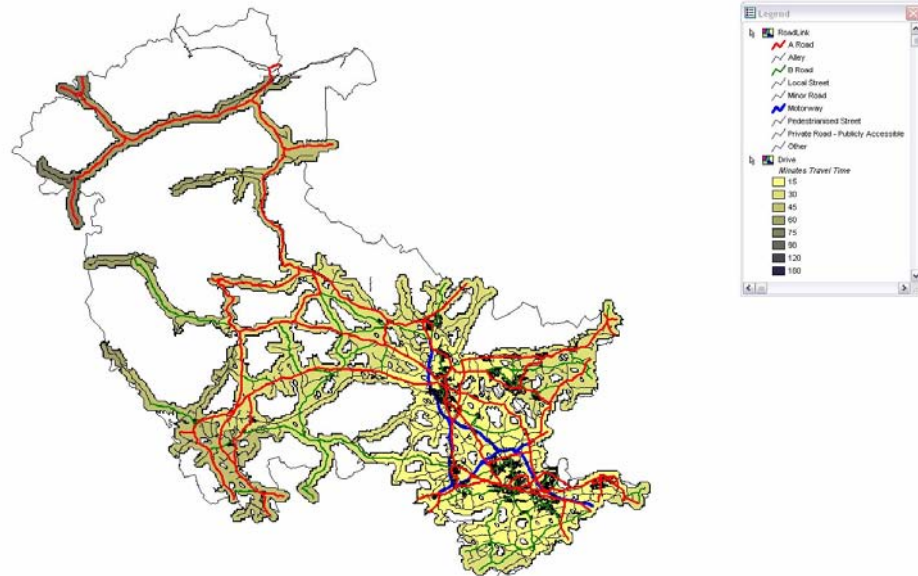 Legend
RoadLink
A Road
Alley
B Road
Local Street
Minor Road
Motorway
Pedestrianised Street
Private Road - Publicly Accessible
Other
Drive
Minutes Travel Time
15
30
45
60
75
90
120
180